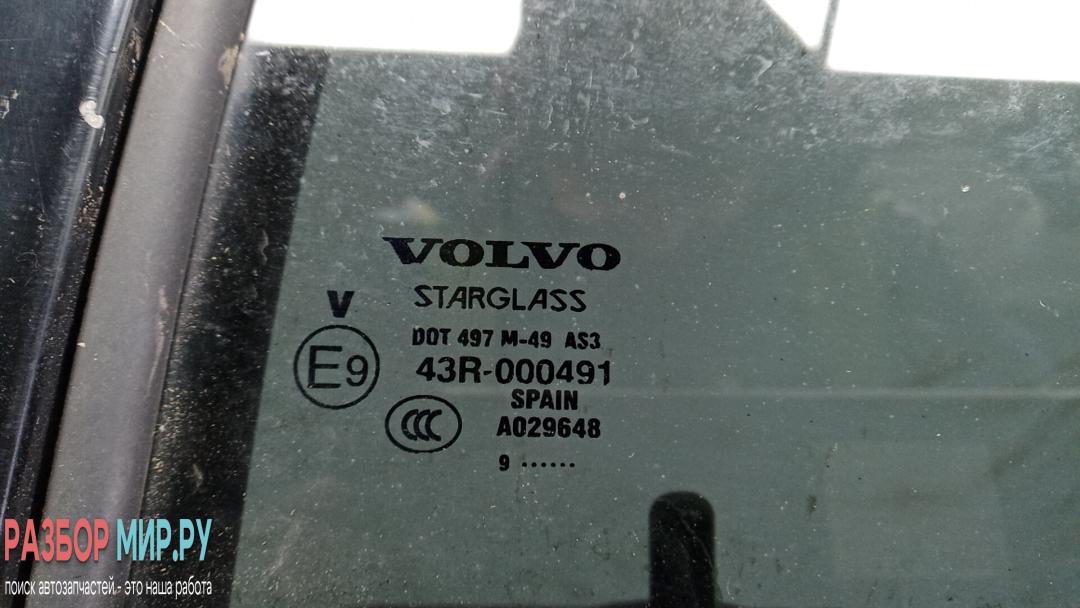 VOLVO
V STARGLASS
DOT 497 M-49 AS3
E9 43R-000491
SPAIN
CCC A029648
9 ......
РАЗБОР МИР.РУ
поиск автозапчастей - это наша работа